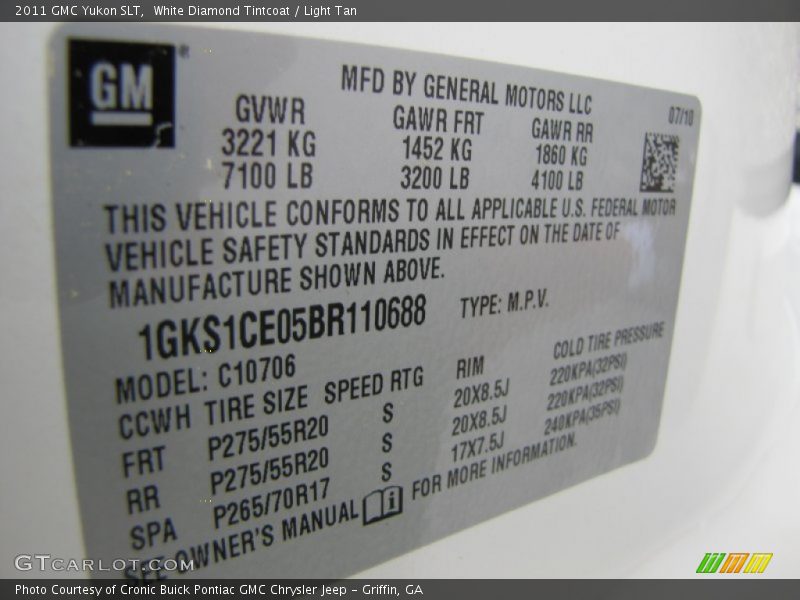 2011 GMC Yukon SLT, White Diamond Tintcoat / Light Tan
GM
MFD BY GENERAL MOTORS LLC
07/10
GVWR GAWR FRT GAWR RR
3221 KG 1452 KG 1860 KG
7100 LB 3200 LB 4100 LB
THIS VEHICLE CONFORMS TO ALL APPLICABLE U.S. FEDERAL MOTOR
VEHICLE SAFETY STANDARDS IN EFFECT ON THE DATE OF
MANUFACTURE SHOWN ABOVE.
1GKS1CE05BR110688 TYPE: M.P.V.
MODEL: C10706
CCWH TIRE SIZE SPEED RTG RIM COLD TIRE PRESSURE
FRT P275/55R20 S 20X8.5J 220KPA(32PSI)
RR P275/55R20 S 20X8.5J 220KPA(32PSI)
SPA P265/70R17 S 17X7.5J 240KPA(35PSI)
SEE OWNER'S MANUAL FOR MORE INFORMATION.
GTcarlot.com
Photo Courtesy of Cronic Buick Pontiac GMC Chrysler Jeep - Griffin, GA